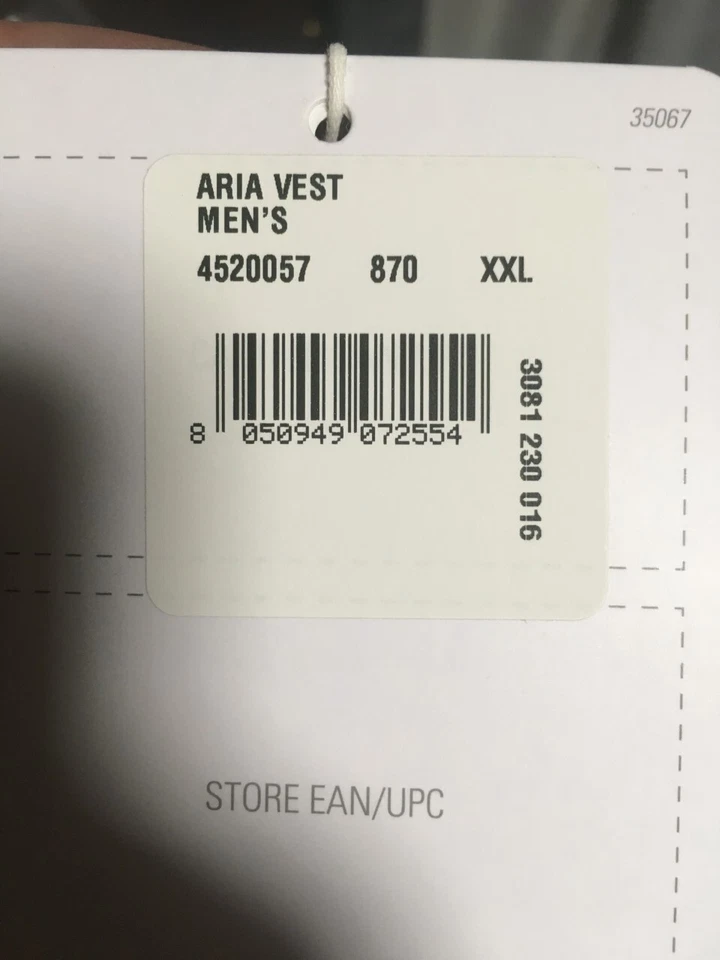 35067
ARIA VEST
MEN'S
4520057 870 XXL
8 050949 072554
3081 230 016
STORE EAN/UPC